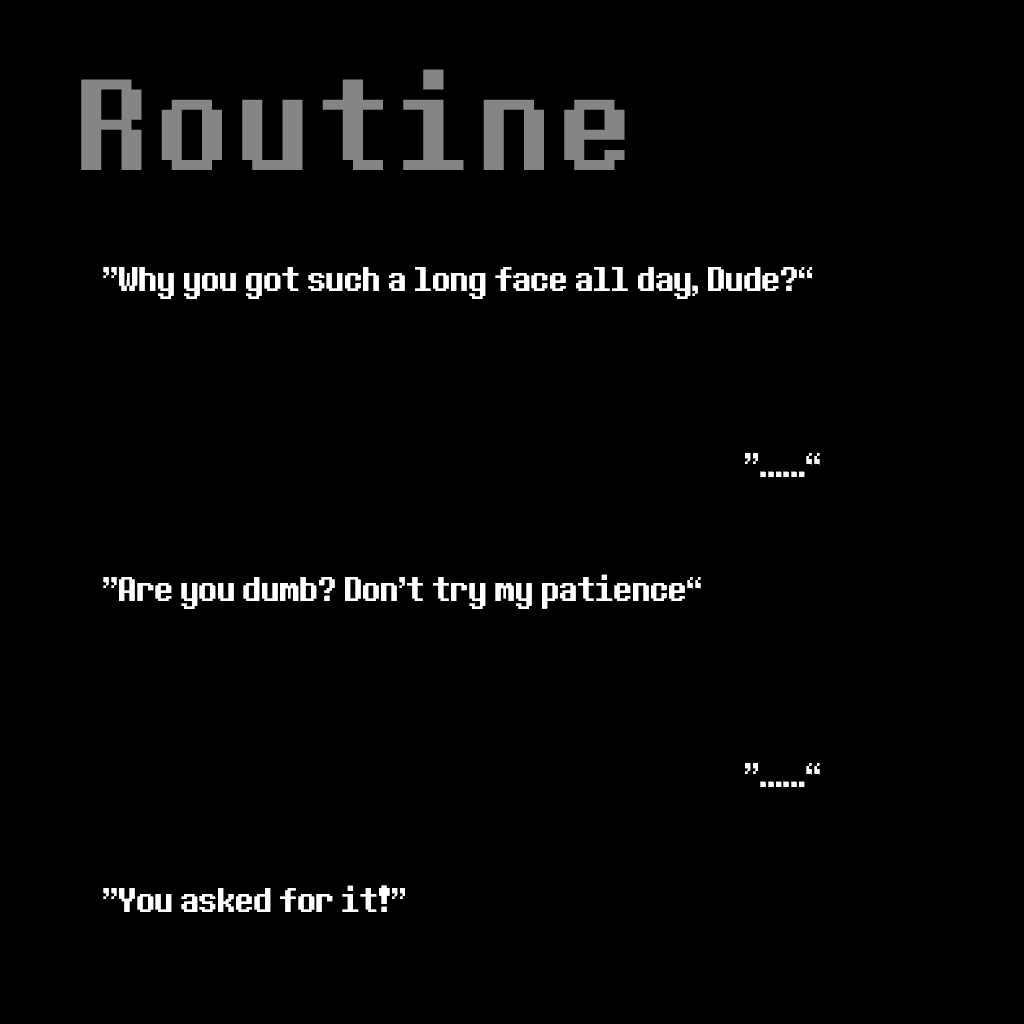 Routine
”Why you got such a long face all day, Dude?“
”......“
”Are you dumb? Don’t try my patience“
”......“
”You asked for it!”